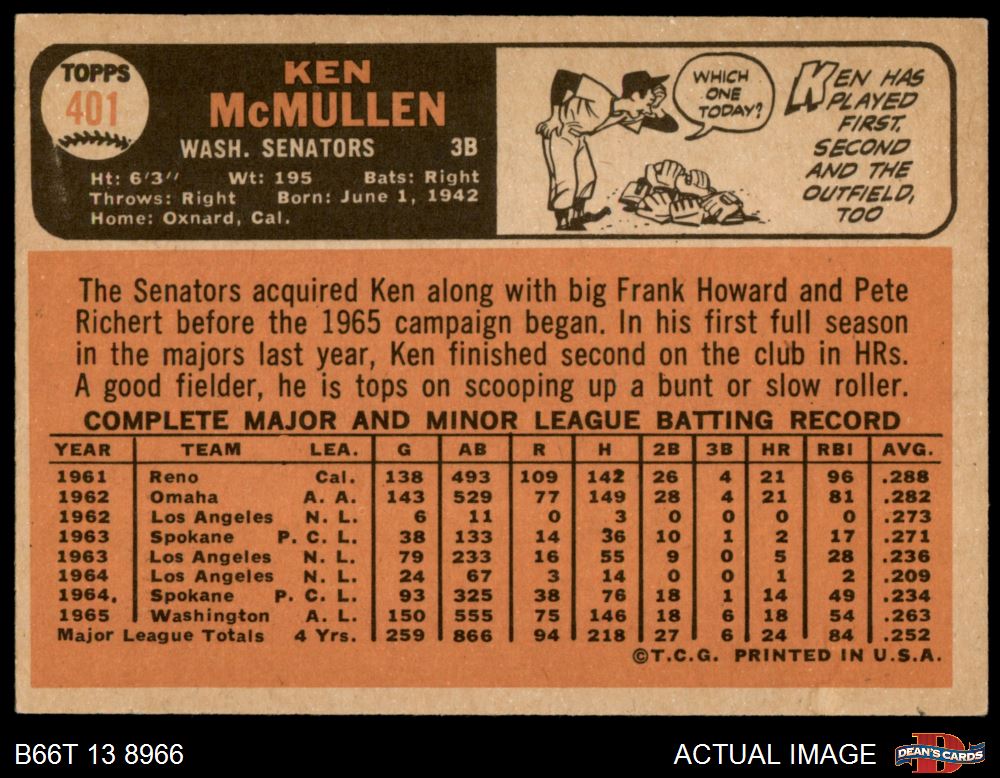 TOPPS
401
KEN
McMULLEN
WASH. SENATORS 3B
Ht: 6'3" Wt: 195 Bats: Right
Throws: Right Born: June 1, 1942
Home: Oxnard, Cal.
WHICH
ONE
TODAY?
KEN HAS
PLAYED
FIRST,
SECOND
AND THE
OUTFIELD,
TOO
The Senators acquired Ken along with big Frank Howard and Pete
Richert before the 1965 campaign began. In his first full season
in the majors last year, Ken finished second on the club in HRs.
A good fielder, he is tops on scooping up a bunt or slow roller.
COMPLETE MAJOR AND MINOR LEAGUE BATTING RECORD
YEAR TEAM LEA. G AB R H 2B 3B HR RBI AVG.
1961 Reno Cal. 138 493 109 142 26 4 21 96 .288
1962 Omaha A. A. 143 529 77 149 28 4 21 81 .282
1962 Los Angeles N. L. 6 11 0 3 0 0 0 0 .273
1963 Spokane P. C. L. 38 133 14 36 10 1 2 17 .271
1963 Los Angeles N. L. 79 233 16 55 9 0 5 28 .236
1964 Los Angeles N. L. 24 67 3 14 0 0 1 2 .209
1964. Spokane P. C. L. 93 325 38 76 18 1 14 49 .234
1965 Washington A. L. 150 555 75 146 18 6 18 54 .263
Major League Totals 4 Yrs. 259 866 94 218 27 6 24 84 .252
©T.C.G. PRINTED IN U.S.A.
B66T 13 8966
ACTUAL IMAGE
DEAN'S CARDS